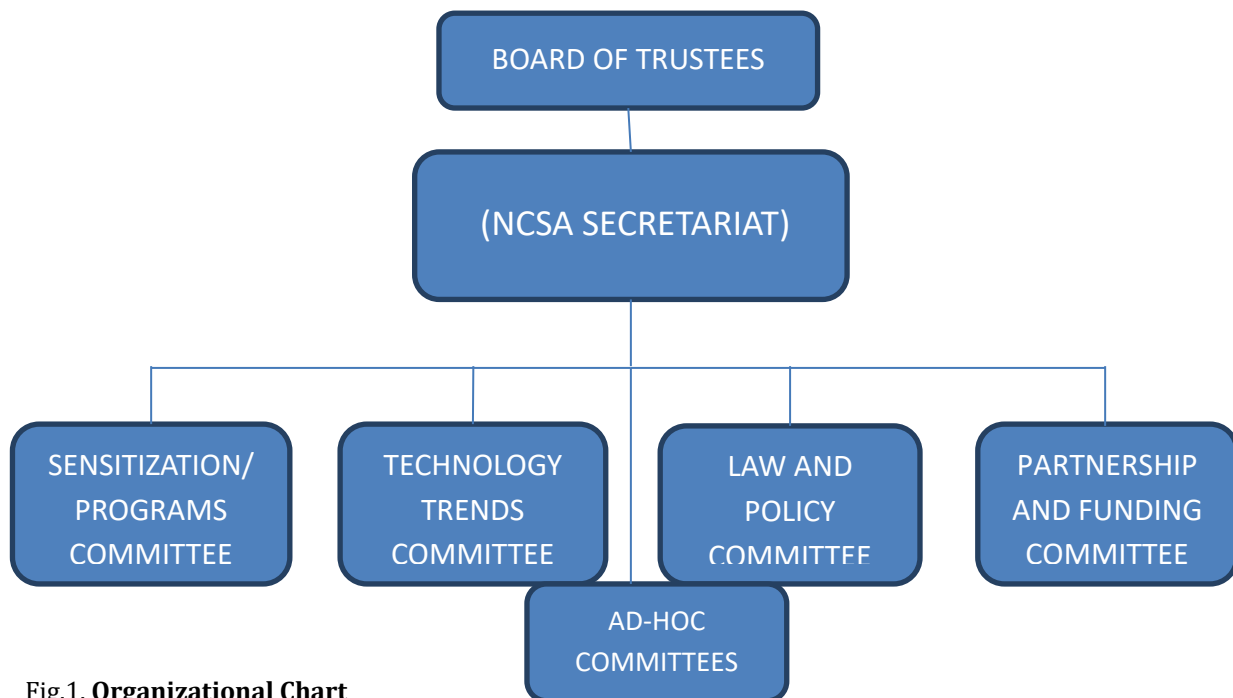 BOARD OF TRUSTEES
(NCSA SECRETARIAT)
SENSITIZATION/
PROGRAMS
COMMITTEE
TECHNOLOGY
TRENDS
COMMITTEE
LAW AND
POLICY
COMMITTEE
PARTNERSHIP
AND FUNDING
COMMITTEE
AD-HOC
COMMITTEES
Fig.1. Organizational Chart